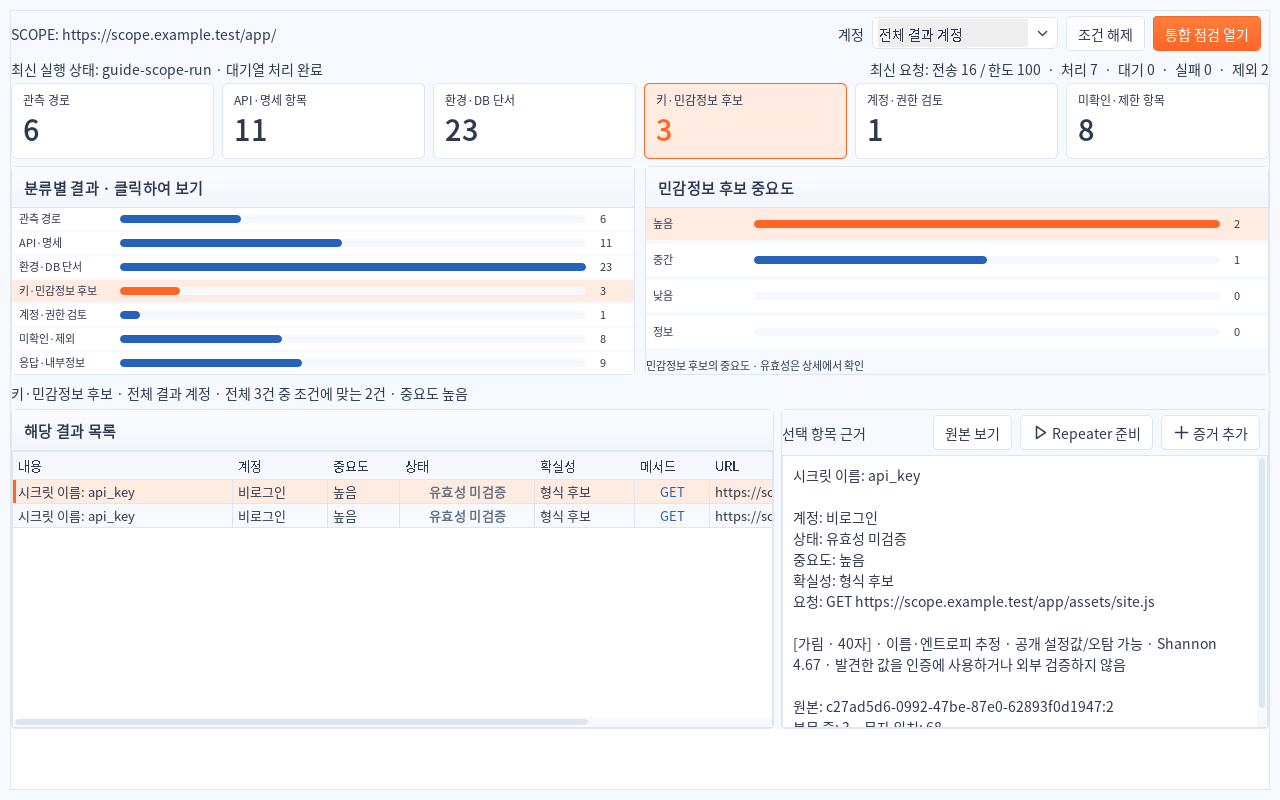 SCOPE: https://scope.example.test/app/
계정 전체 결과 계정 조건 해제 통합 점검 열기
최신 실행 상태: guide-scope-run · 대기열 처리 완료
최신 요청: 전송 16 / 한도 100 · 처리 7 · 대기 0 · 실패 0 · 제외 2
관측 경로
6
API·명세 항목
11
환경·DB 단서
23
키·민감정보 후보
3
계정·권한 검토
1
미확인·제한 항목
8
분류별 결과 · 클릭하여 보기
관측 경로 6
API·명세 11
환경·DB 단서 23
키·민감정보 후보 3
계정·권한 검토 1
미확인·제외 8
응답·내부정보 9
민감정보 후보 중요도
높음 2
중간 1
낮음 0
정보 0
민감정보 후보의 중요도 · 유효성은 상세에서 확인
키·민감정보 후보 · 전체 결과 계정 · 전체 3건 중 조건에 맞는 2건 · 중요도 높음
해당 결과 목록
내용 계정 중요도 상태 확실성 메서드 URL
시크릿 이름: api_key 비로그인 높음 유효성 미검증 형식 후보 GET https://sc
시크릿 이름: api_key 비로그인 높음 유효성 미검증 형식 후보 GET https://sc
선택 항목 근거 원본 보기 Repeater 준비 증거 추가
시크릿 이름: api_key
계정: 비로그인
상태: 유효성 미검증
중요도: 높음
확실성: 형식 후보
요청: GET https://scope.example.test/app/assets/site.js
[가림 · 40자] · 이름·엔트로피 추정 · 공개 설정값/오탐 가능 · Shannon
4.67 · 발견한 값을 인증에 사용하거나 외부 검증하지 않음
원본: c27ad5d6-0992-47be-87e0-62893f0d1947:2